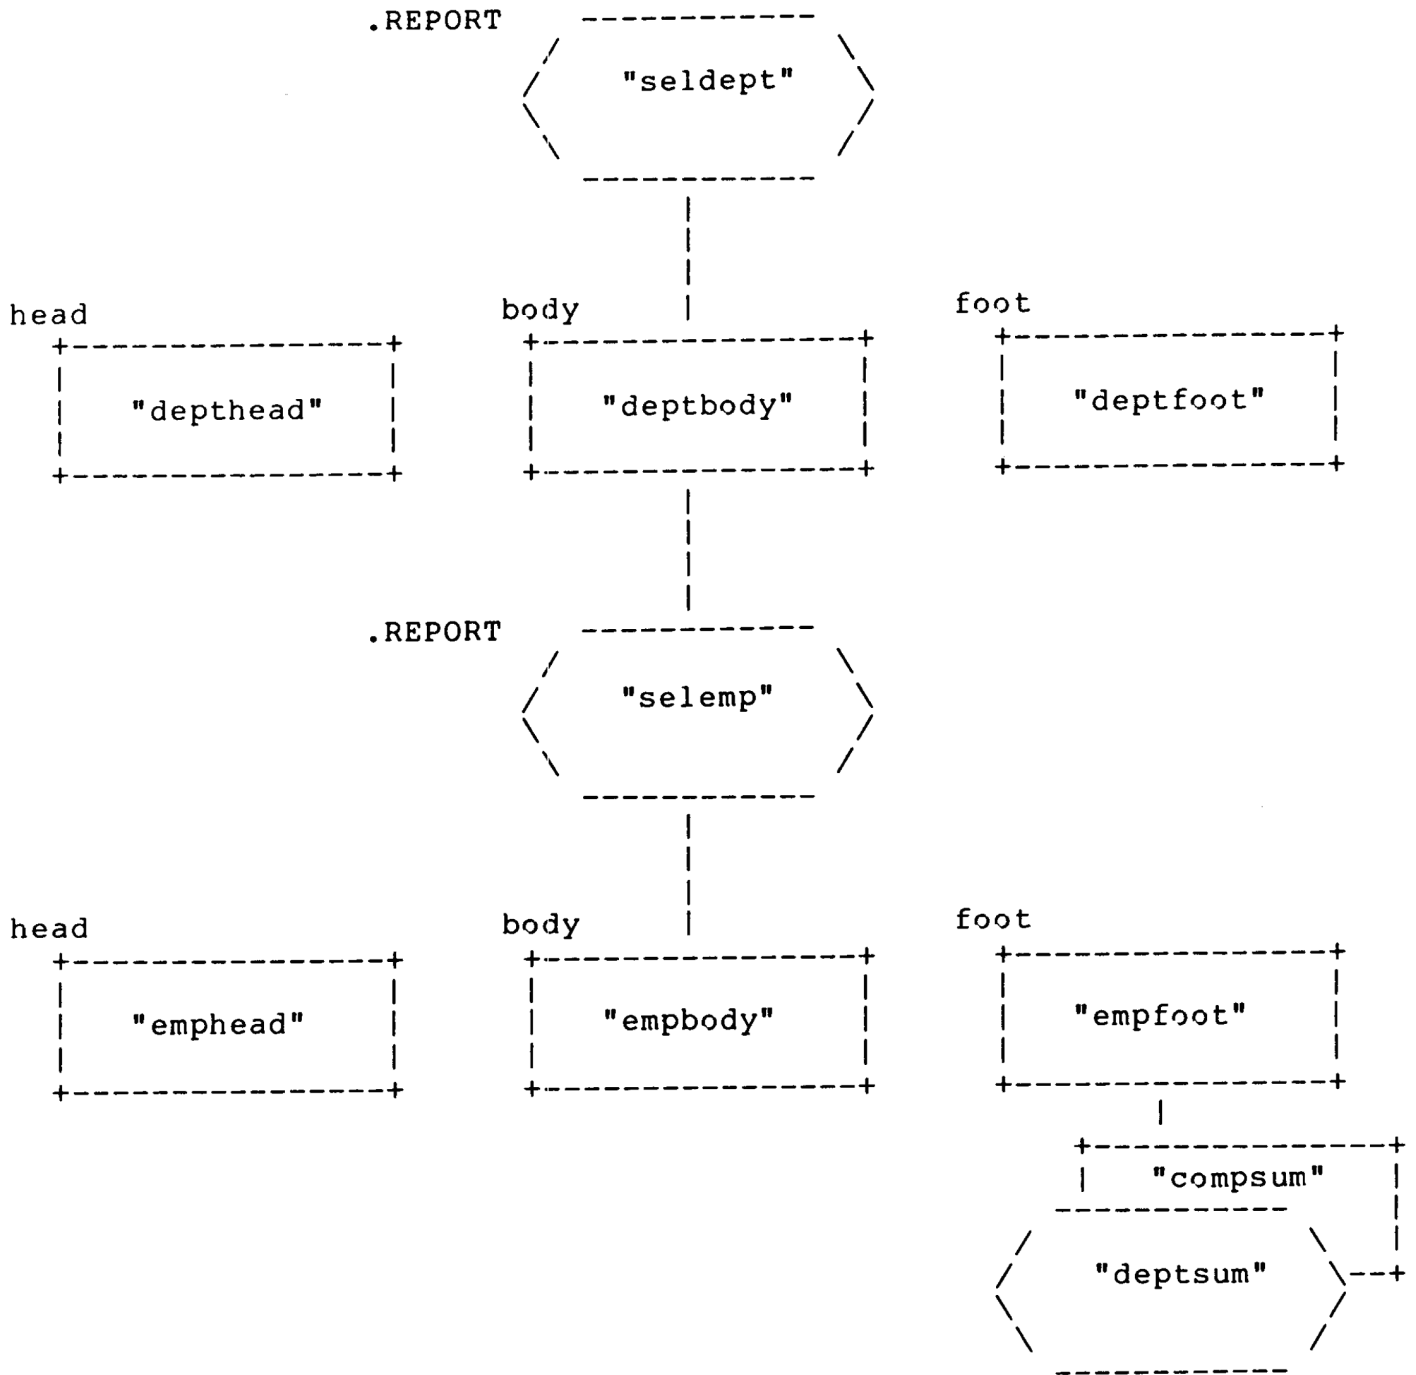 .REPORT
"seldept"
head body foot
"depthead" "deptbody" "deptfoot"
.REPORT
"selemp"
head body foot
"emphead" "empbody" "empfoot"
"compsum"
"deptsum"